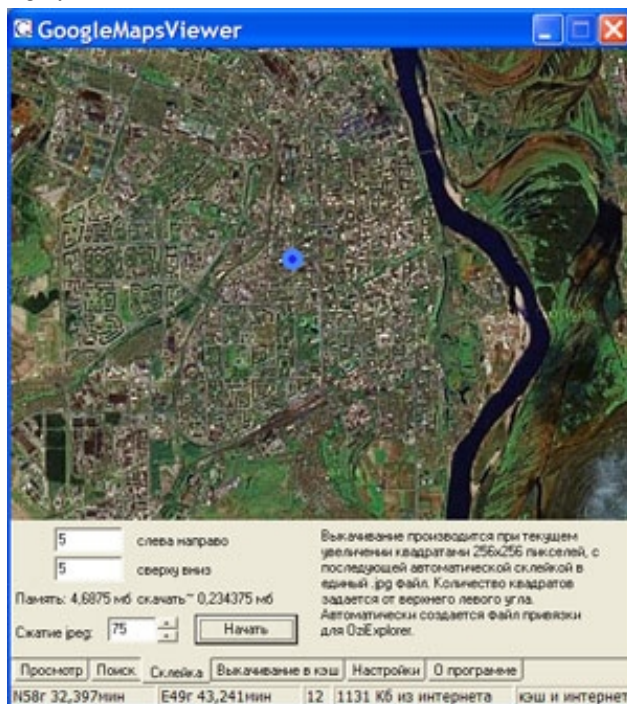 GoogleMapsViewer
5 слева направо
5 сверху вниз
Память: 4,6875 мб скачать~ 0,234375 мб
Сжатие jpeg: 75 Начать
Выкачивание производится при текущем
увеличении квадратами 256x256 пикселей, с
последующей автоматической склейкой в
единый .jpg файл. Количество квадратов
задается от верхнего левого угла.
Автоматически создается файл привязки
для OziExplorer.
Просмотр Поиск Склейка Выкачивание в кэш Настройки О программе
N58г 32,397мин E49г 43,241мин 12 1131 Кб из интернета кэш и интернет